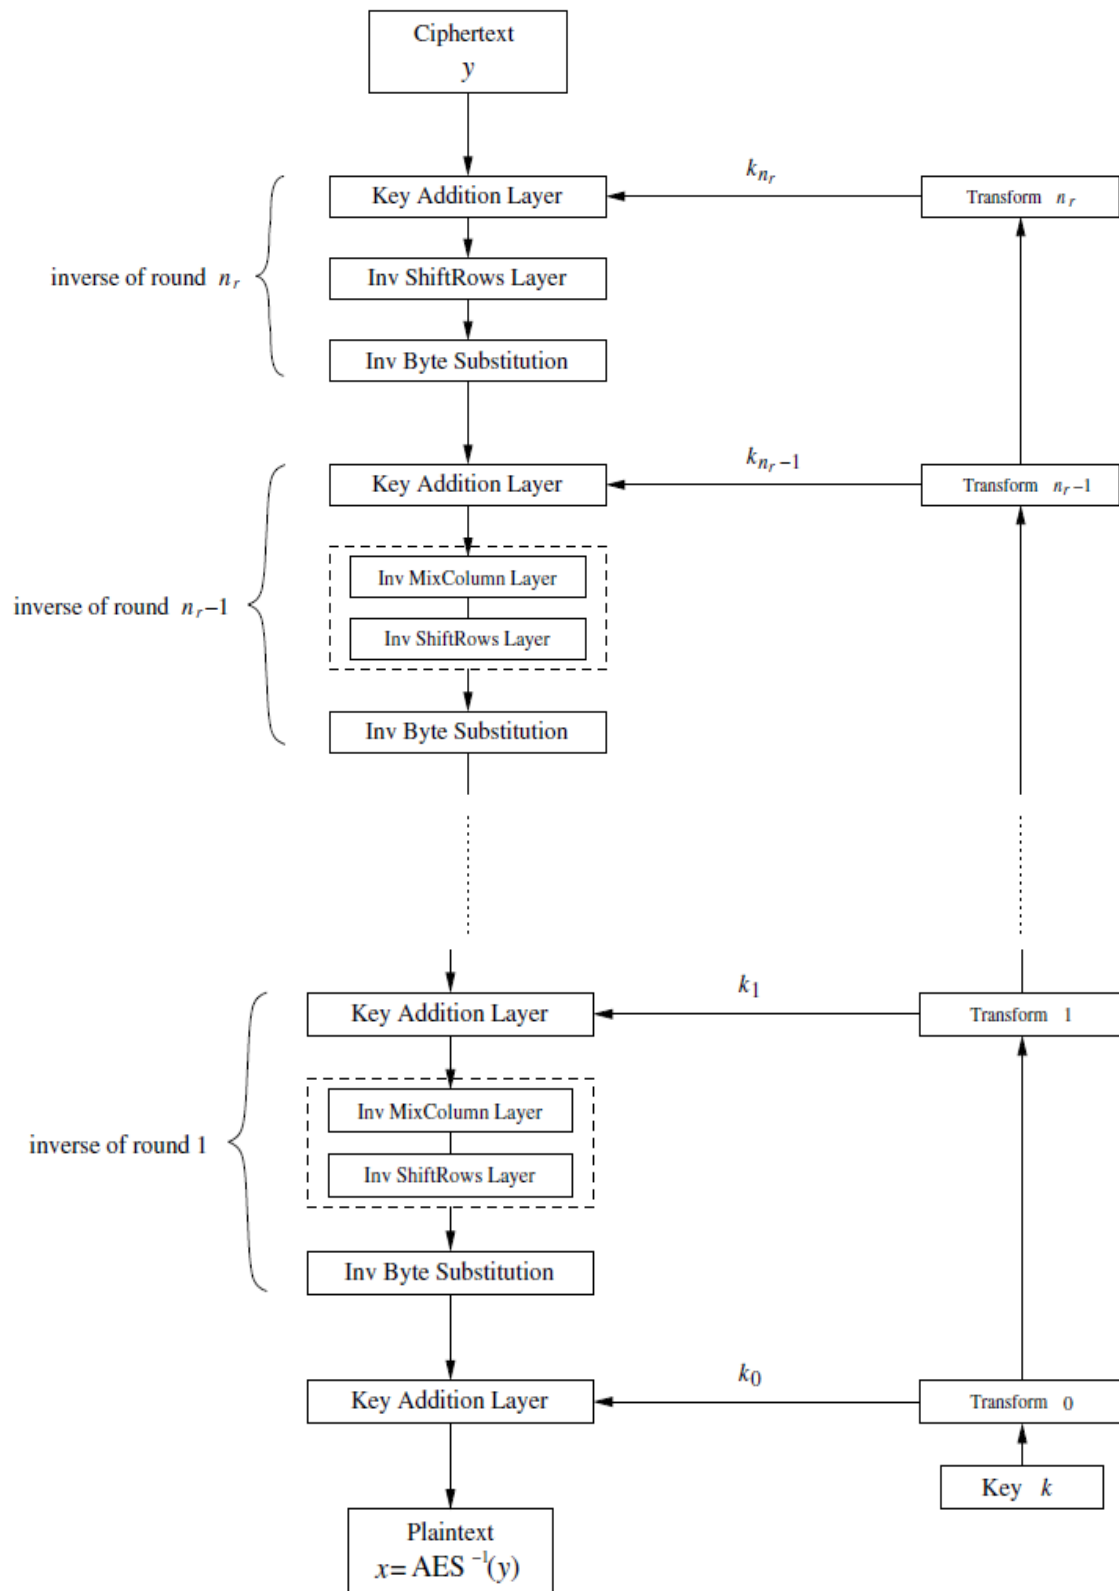 Ciphertext
y
k_{n_r}
Key Addition Layer
Transform n_r
inverse of round n_r
Inv ShiftRows Layer
Inv Byte Substitution
k_{n_r−1}
Key Addition Layer
Transform n_r−1
Inv MixColumn Layer
inverse of round n_r−1
Inv ShiftRows Layer
Inv Byte Substitution
k_1
Key Addition Layer
Transform 1
Inv MixColumn Layer
inverse of round 1
Inv ShiftRows Layer
Inv Byte Substitution
k_0
Key Addition Layer
Transform 0
Key k
Plaintext
x = AES^{−1}(y)